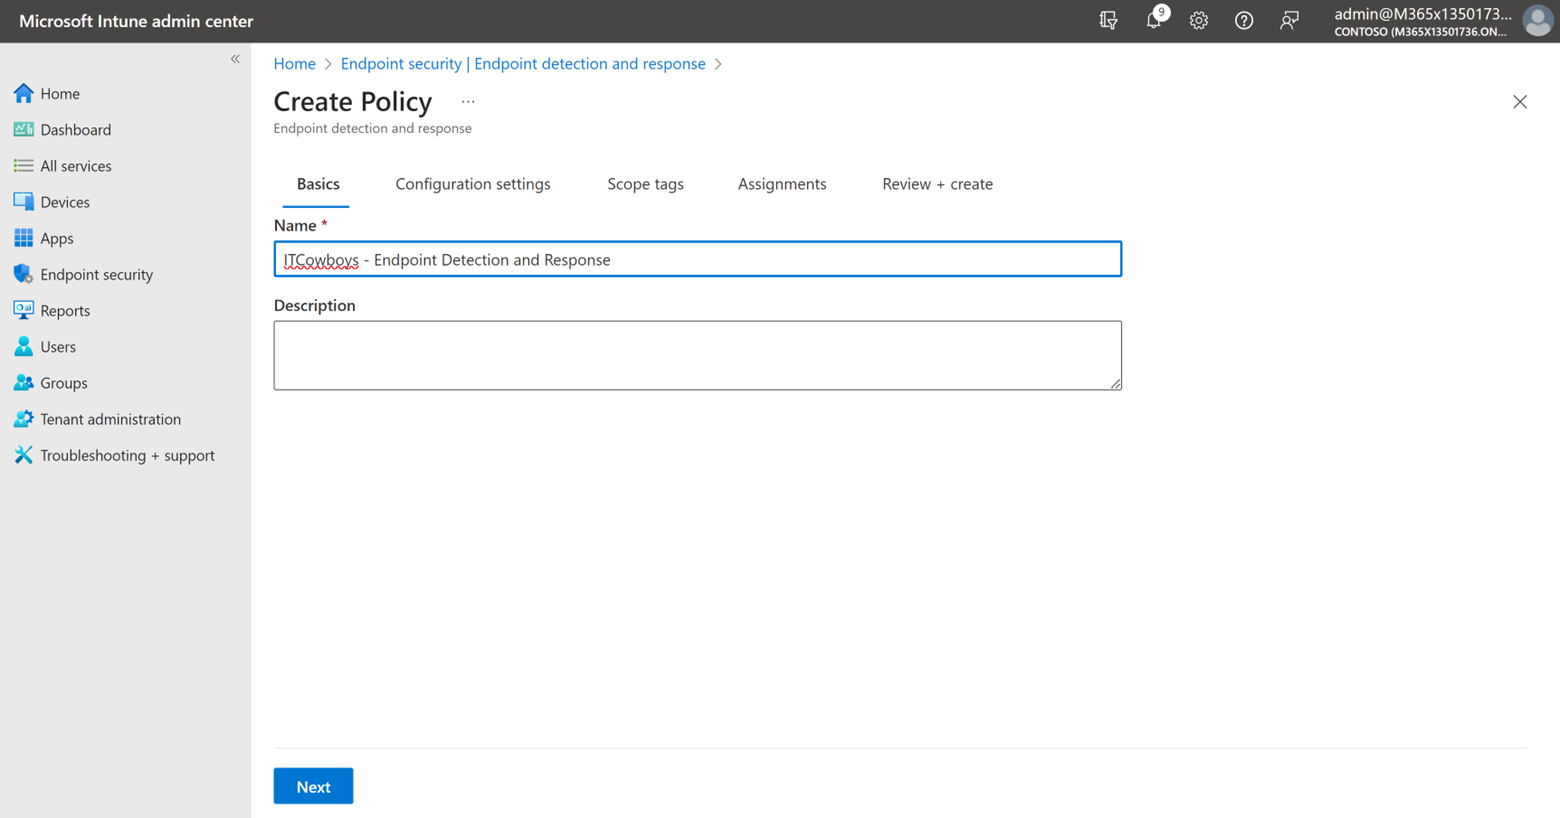 Microsoft Intune admin center
9
admin@M365x1350173...
CONTOSO (M365X13501736.ON...
«
Home
Dashboard
All services
Devices
Apps
Endpoint security
Reports
Users
Groups
Tenant administration
Troubleshooting + support
Home > Endpoint security | Endpoint detection and response >
Create Policy ...
Endpoint detection and response
Basics Configuration settings Scope tags Assignments Review + create
Name *
ITCowboys - Endpoint Detection and Response
Description
Next